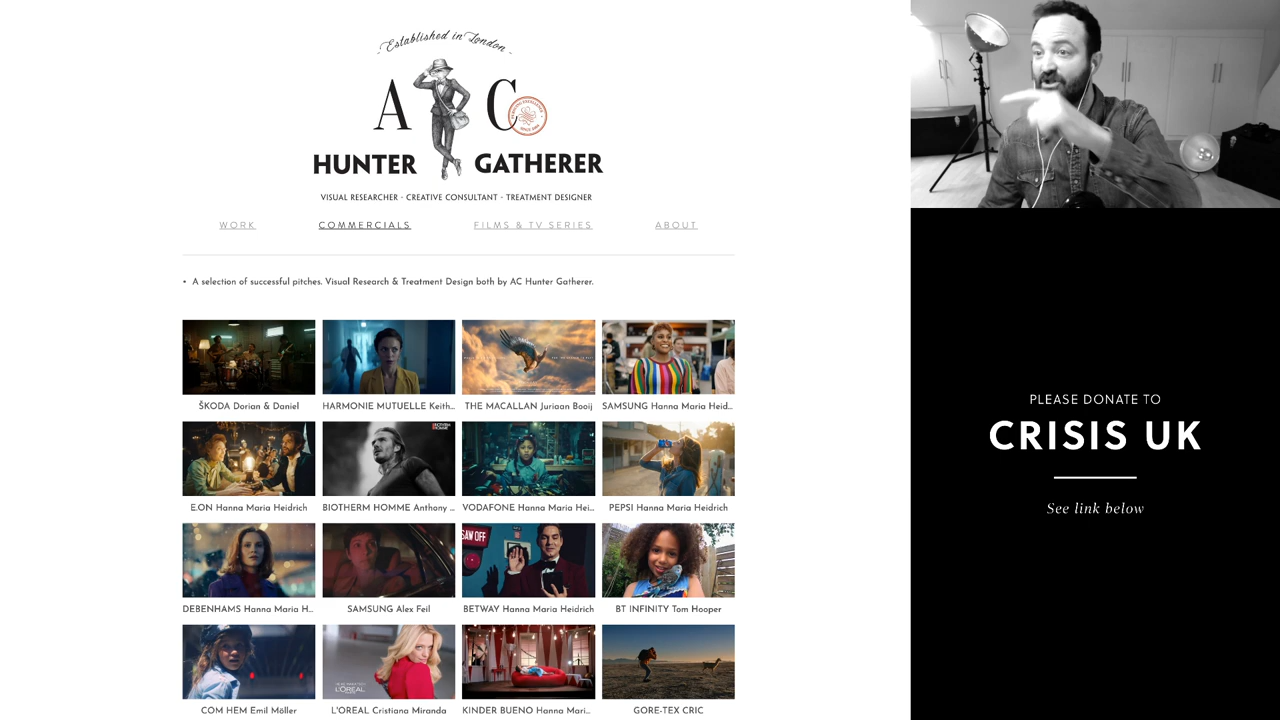 Established in London
A C
HUNTER GATHERER
VISUAL RESEARCHER - CREATIVE CONSULTANT - TREATMENT DESIGNER
WORK COMMERCIALS FILMS & TV SERIES ABOUT
• A selection of successful pitches. Visual Research & Treatment Design both by AC Hunter Gatherer.
ŠKODA Dorian & Daniel
HARMONIE MUTUELLE Keith...
THE MACALLAN Juriaan Booij
SAMSUNG Hanna Maria Heid...
E.ON Hanna Maria Heidrich
BIOTHERM HOMME Anthony ...
VODAFONE Hanna Maria Hei...
PEPSI Hanna Maria Heidrich
SAW OFF
DEBENHAMS Hanna Maria H...
SAMSUNG Alex Feil
BETWAY Hanna Maria Heidrich
BT INFINITY Tom Hooper
L'OREAL
COM HEM Emil Möller
L'OREAL Cristiana Miranda
KINDER BUENO Hanna Mari...
GORE-TEX CRIC
PLEASE DONATE TO
CRISIS UK
See link below